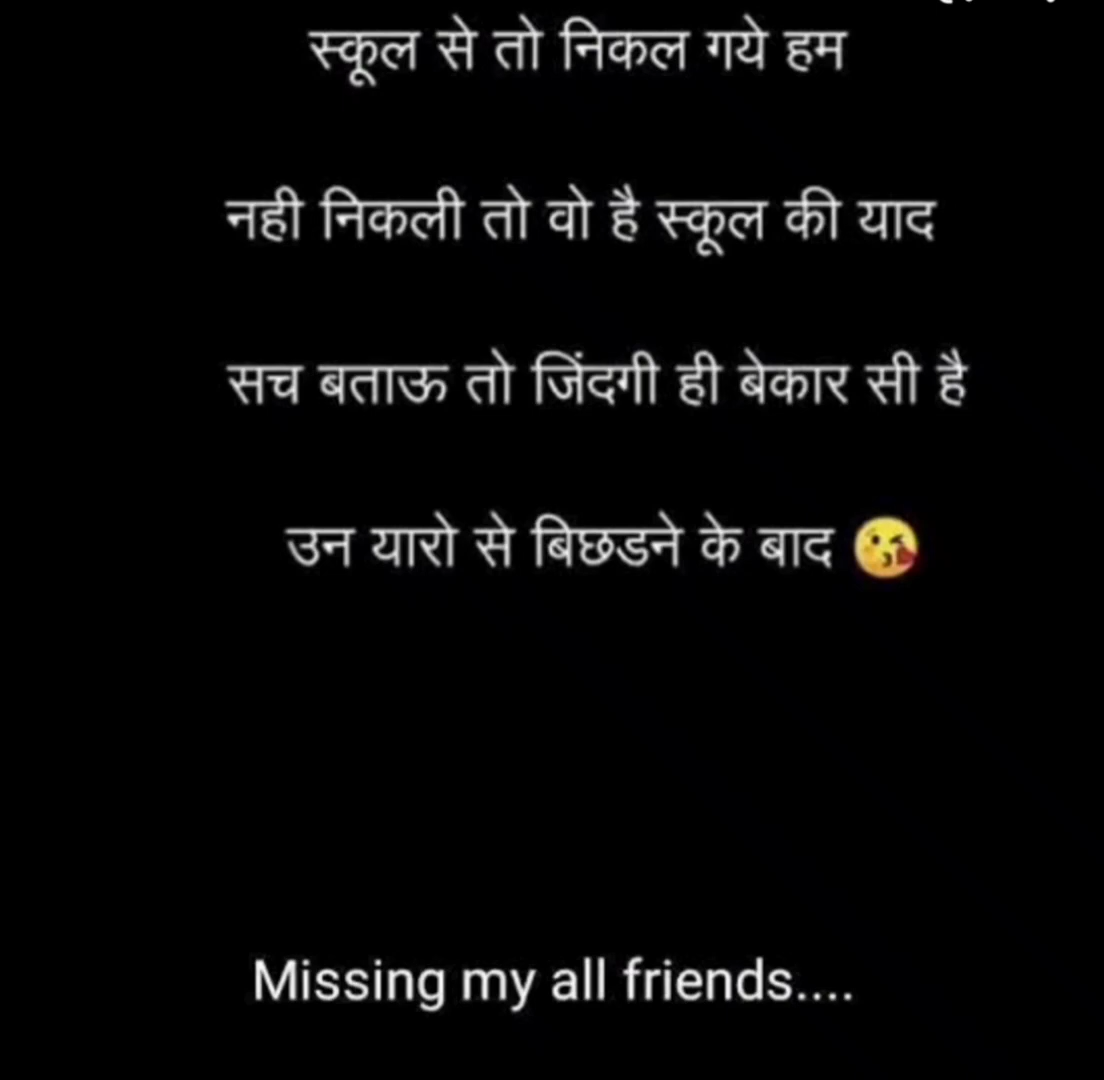 स्कूल से तो निकल गये हम
नही निकली तो वो है स्कूल की याद
सच बताऊ तो जिंदगी ही बेकार सी है
उन यारो से बिछडने के बाद 😘
Missing my all friends....